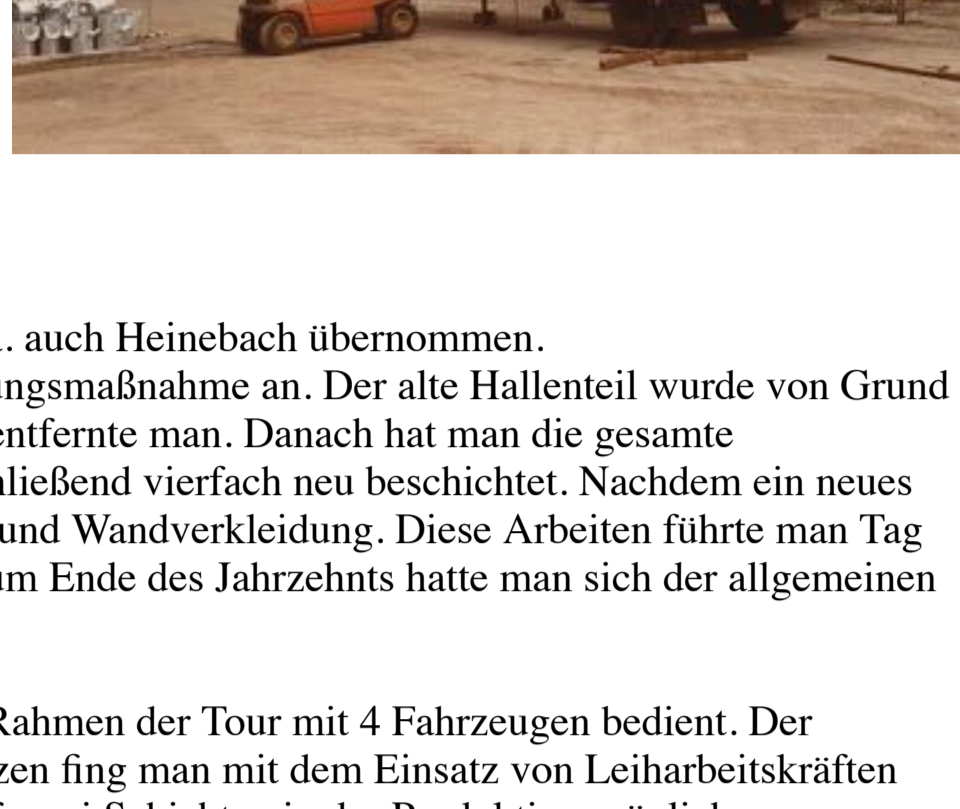 . auch Heinebach übernommen.
ungsmaßnahme an. Der alte Hallenteil wurde von Grund
entfernte man. Danach hat man die gesamte
ließend vierfach neu beschichtet. Nachdem ein neues
und Wandverkleidung. Diese Arbeiten führte man Tag
um Ende des Jahrzehnts hatte man sich der allgemeinen
Rahmen der Tour mit 4 Fahrzeugen bedient. Der
zen fing man mit dem Einsatz von Leiharbeitskräften